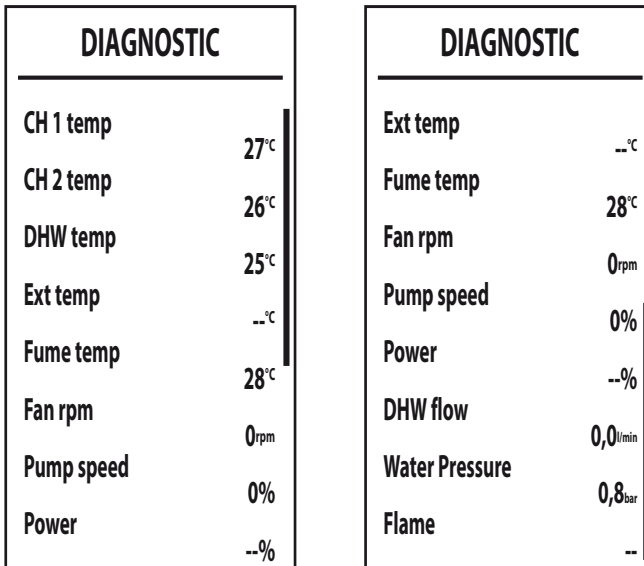 DIAGNOSTIC
CH 1 temp
27°C
CH 2 temp
26°C
DHW temp
25°C
Ext temp
--°C
Fume temp
28°C
Fan rpm
0rpm
Pump speed
0%
Power
--%
DIAGNOSTIC
Ext temp
--°C
Fume temp
28°C
Fan rpm
0rpm
Pump speed
0%
Power
--%
DHW flow
0,0l/min
Water Pressure
0,8bar
Flame
--